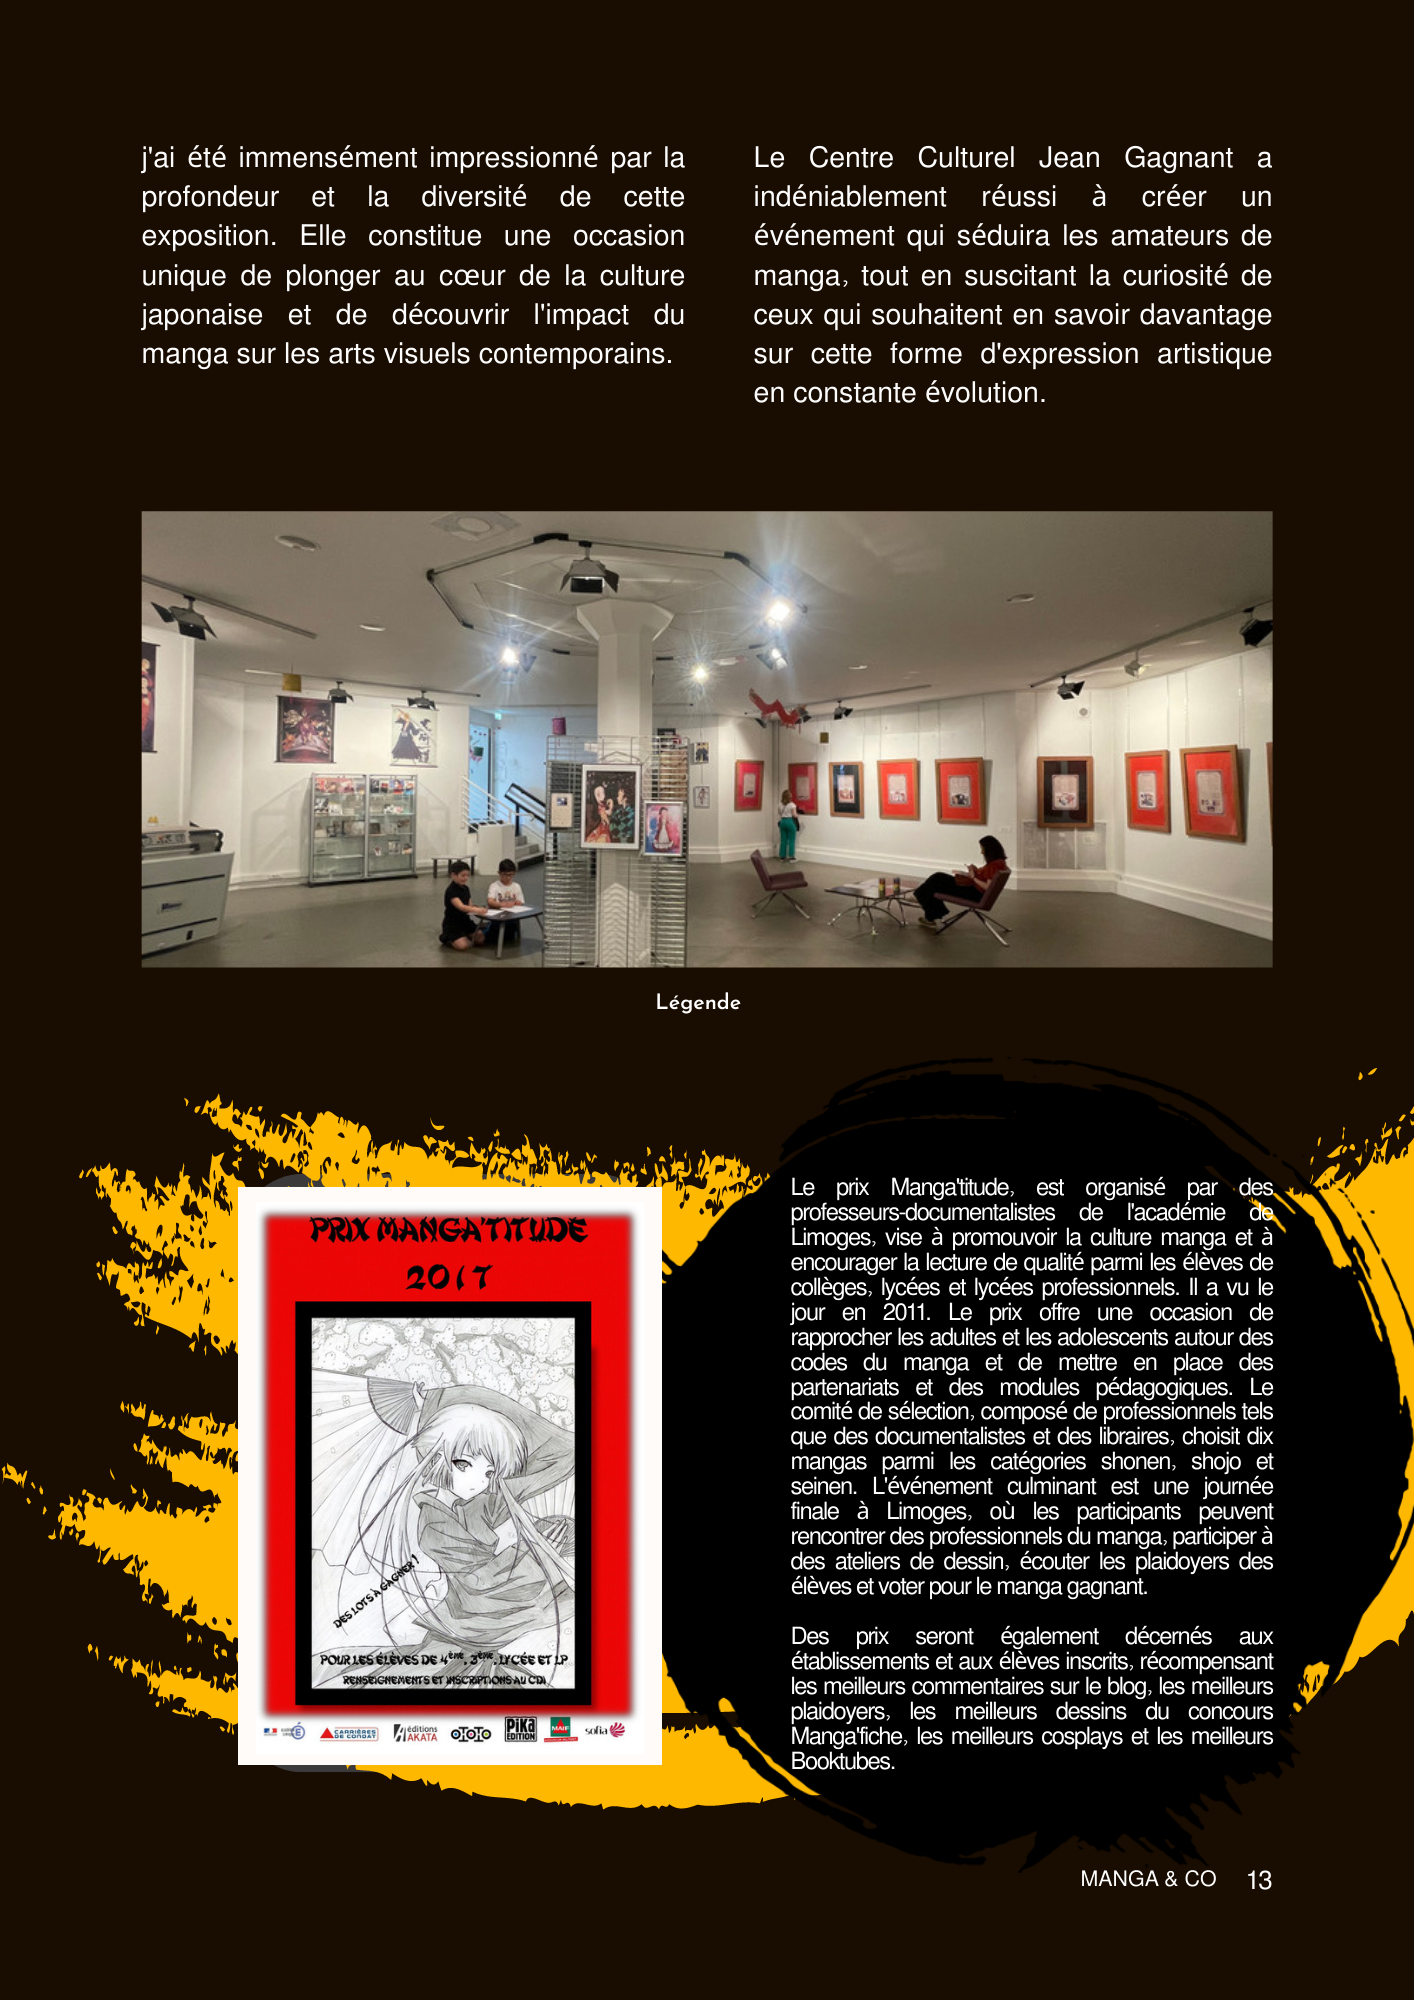 j'ai été immensément impressionné par la
profondeur et la diversité de cette
exposition. Elle constitue une occasion
unique de plonger au cœur de la culture
japonaise et de découvrir l'impact du
manga sur les arts visuels contemporains.
Le Centre Culturel Jean Gagnant a
indéniablement réussi à créer un
événement qui séduira les amateurs de
manga, tout en suscitant la curiosité de
ceux qui souhaitent en savoir davantage
sur cette forme d'expression artistique
en constante évolution.
Légende
PRIX MANGA'TITUDE
2017
DES LOTS À GAGNER !
POUR LES ÉLÈVES DE 4ÈME, 3ÈME, LYCÉE ET LP
RENSEIGNEMENTS ET INSCRIPTIONS AU CDI
CARRIÈRES
DE CONDAT
éditions
AKATA
OTOTO
PiKA
EDITION
MAIF
sofia
Le prix Manga'titude, est organisé par des
professeurs-documentalistes de l'académie de
Limoges, vise à promouvoir la culture manga et à
encourager la lecture de qualité parmi les élèves de
collèges, lycées et lycées professionnels. Il a vu le
jour en 2011. Le prix offre une occasion de
rapprocher les adultes et les adolescents autour des
codes du manga et de mettre en place des
partenariats et des modules pédagogiques. Le
comité de sélection, composé de professionnels tels
que des documentalistes et des libraires, choisit dix
mangas parmi les catégories shonen, shojo et
seinen. L'événement culminant est une journée
finale à Limoges, où les participants peuvent
rencontrer des professionnels du manga, participer à
des ateliers de dessin, écouter les plaidoyers des
élèves et voter pour le manga gagnant.
Des prix seront également décernés aux
établissements et aux élèves inscrits, récompensant
les meilleurs commentaires sur le blog, les meilleurs
plaidoyers, les meilleurs dessins du concours
Manga'fiche, les meilleurs cosplays et les meilleurs
Booktubes.
MANGA & CO 13